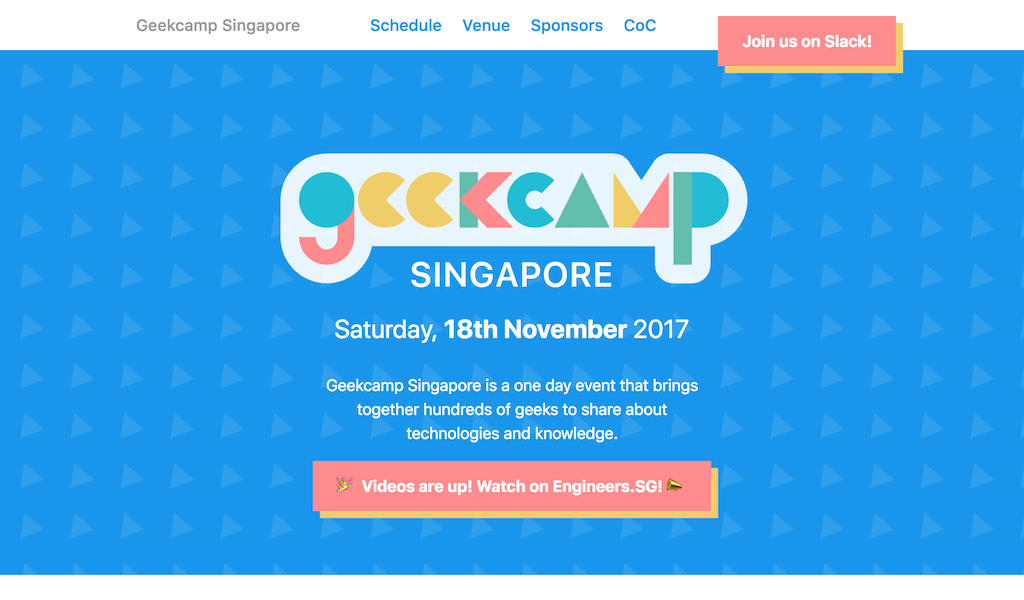 Geekcamp Singapore
Schedule Venue Sponsors CoC
Join us on Slack!
geekcamp
SINGAPORE
Saturday, 18th November 2017
Geekcamp Singapore is a one day event that brings
together hundreds of geeks to share about
technologies and knowledge.
🎉 Videos are up! Watch on Engineers.SG! 📣